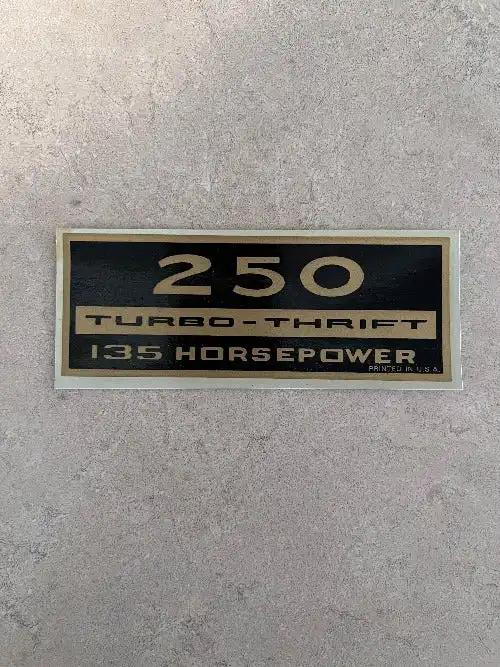 250
TURBO-THRIFT
135 HORSEPOWER
PRINTED IN U.S.A.